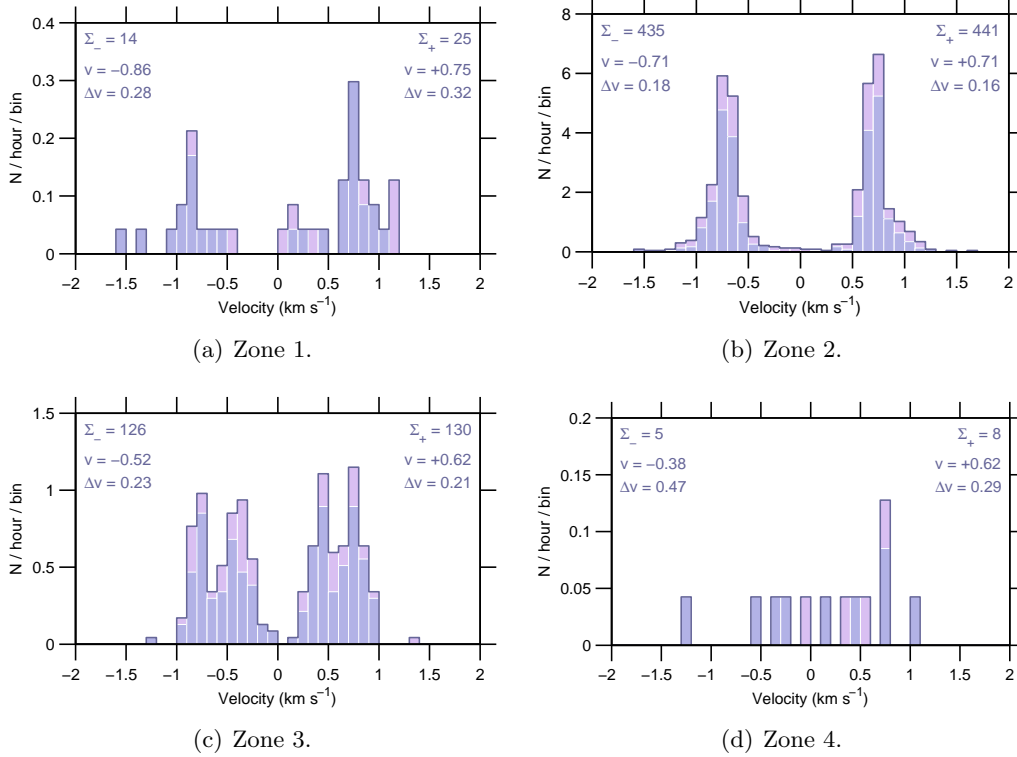 0.4
0.3
0.2
0.1
0
N / hour / bin
Σ₋ = 14
v = −0.86
Δv = 0.28
Σ₊ = 25
v = +0.75
Δv = 0.32
−2 −1.5 −1 −0.5 0 0.5 1 1.5 2
Velocity (km s⁻¹)
(a) Zone 1.
8
6
4
2
0
N / hour / bin
Σ₋ = 435
v = −0.71
Δv = 0.18
Σ₊ = 441
v = +0.71
Δv = 0.16
−2 −1.5 −1 −0.5 0 0.5 1 1.5 2
Velocity (km s⁻¹)
(b) Zone 2.
1.5
1
0.5
0
N / hour / bin
Σ₋ = 126
v = −0.52
Δv = 0.23
Σ₊ = 130
v = +0.62
Δv = 0.21
−2 −1.5 −1 −0.5 0 0.5 1 1.5 2
Velocity (km s⁻¹)
(c) Zone 3.
0.2
0.15
0.1
0.05
0
N / hour / bin
Σ₋ = 5
v = −0.38
Δv = 0.47
Σ₊ = 8
v = +0.62
Δv = 0.29
−2 −1.5 −1 −0.5 0 0.5 1 1.5 2
Velocity (km s⁻¹)
(d) Zone 4.